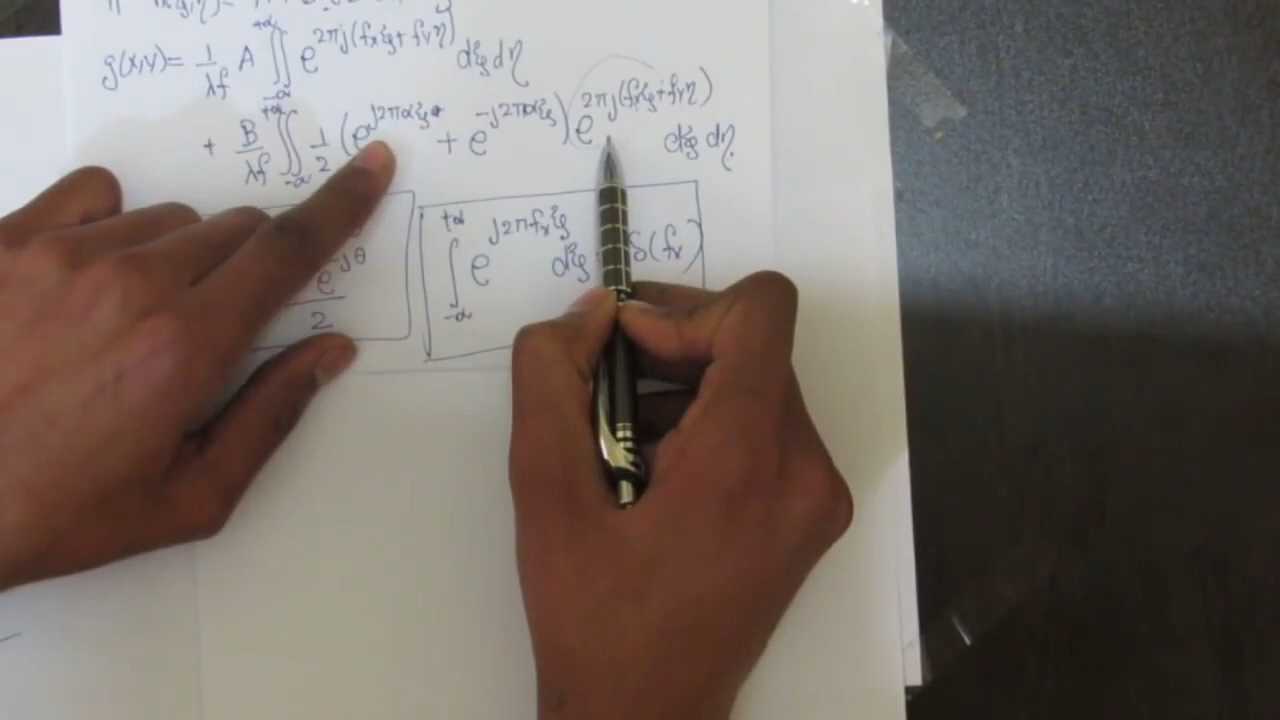 g(x,y)= 1/λf A ∬_{-α}^{+α} e^{2πj(fxξ+fyη)} dξ dη
+ B/λf ∬_{-α}^{+α} 1/2 (e^{j2παξ} + e^{-j2παξ}) e^{2πj(fxξ+fyη)} dξ dη.
e^{-jθ} / 2
∫_{-α}^{+α} e^{j2πfxξ} dξ δ(fx)